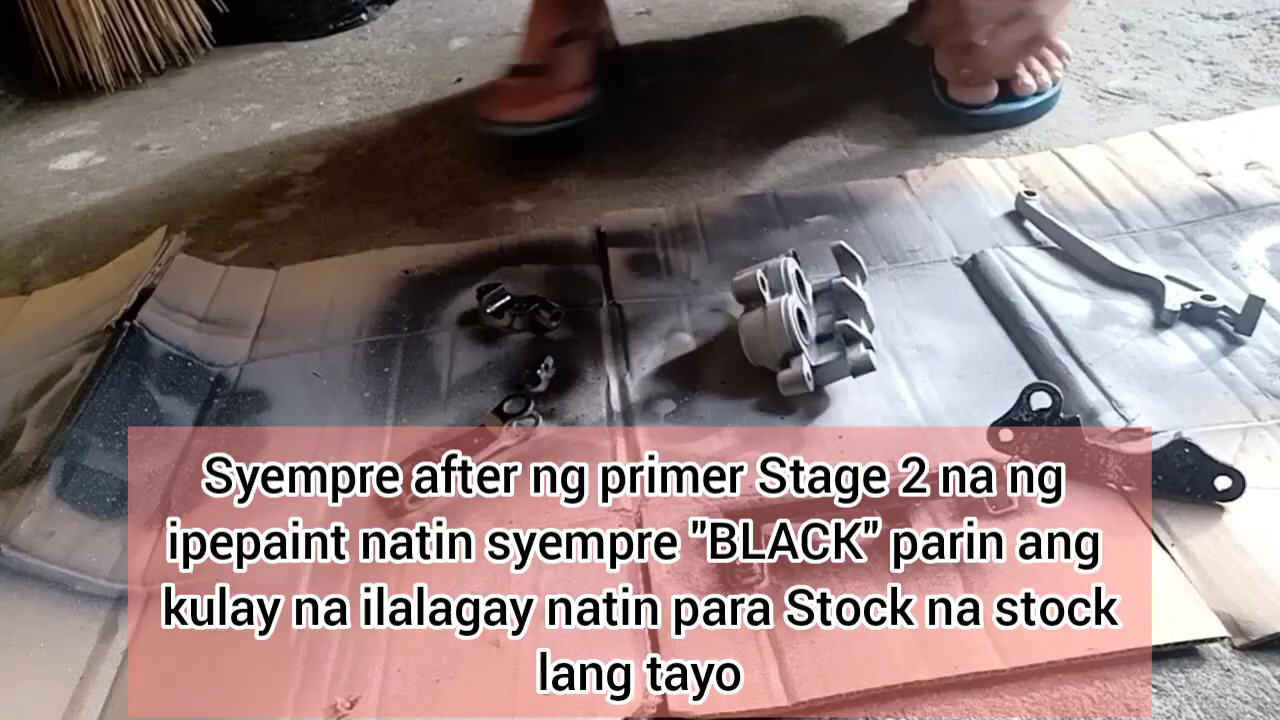 Syempre after ng primer Stage 2 na ng
ipepaint natin syempre "BLACK" parin ang
kulay na ilalagay natin para Stock na stock
lang tayo